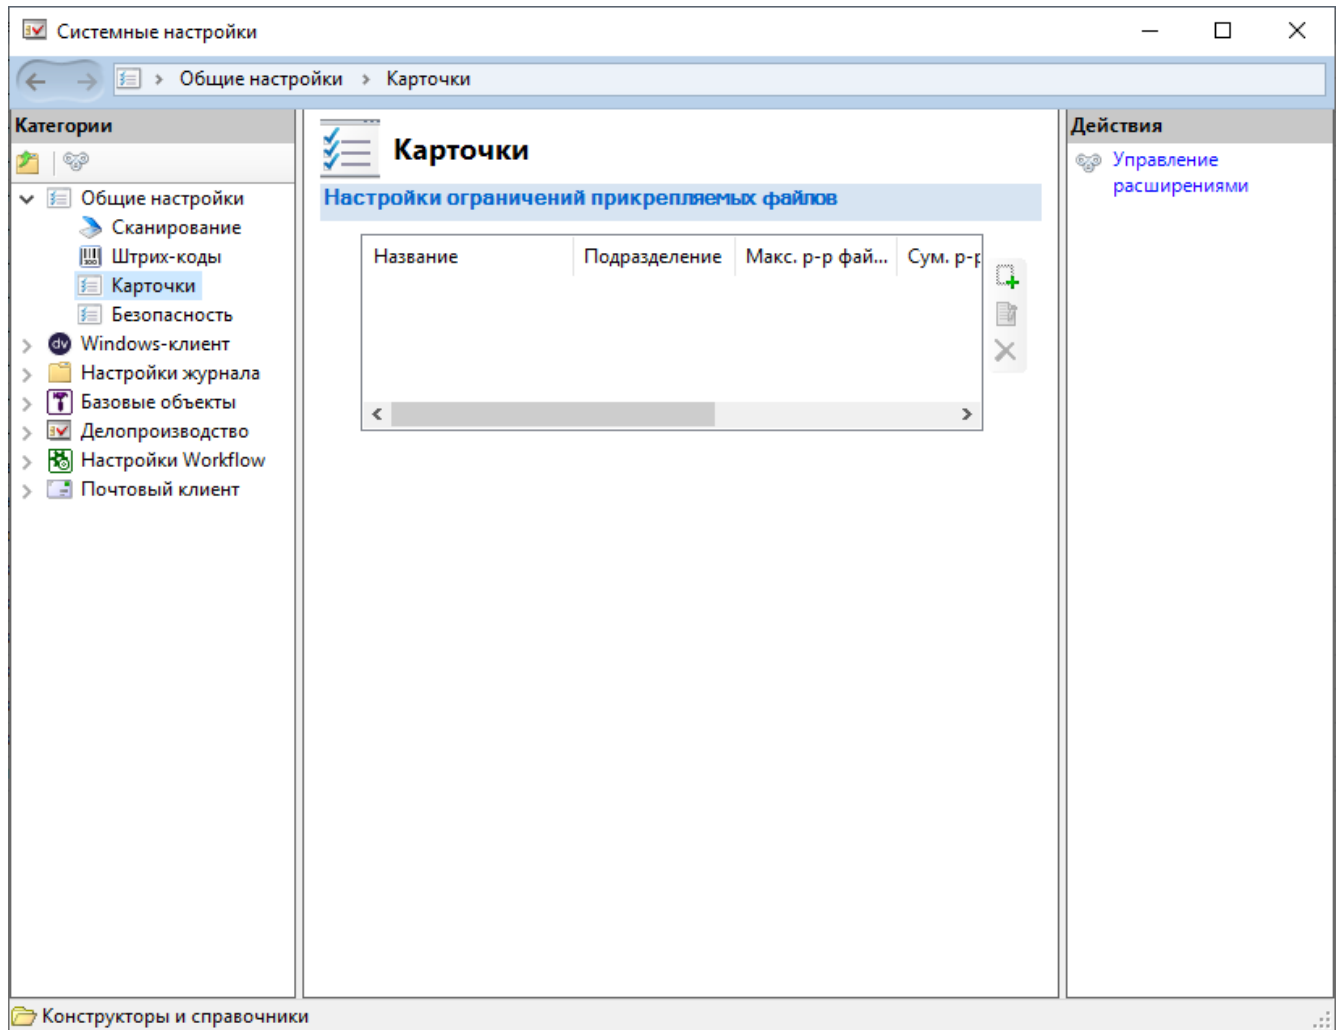 Системные настройки
Общие настройки > Карточки
Категории
Общие настройки
Сканирование
Штрих-коды
Карточки
Безопасность
Windows-клиент
Настройки журнала
Базовые объекты
Делопроизводство
Настройки Workflow
Почтовый клиент
Карточки
Настройки ограничений прикрепляемых файлов
Название Подразделение Макс. р-р фай... Сум. р-р
Действия
Управление
расширениями
Конструкторы и справочники